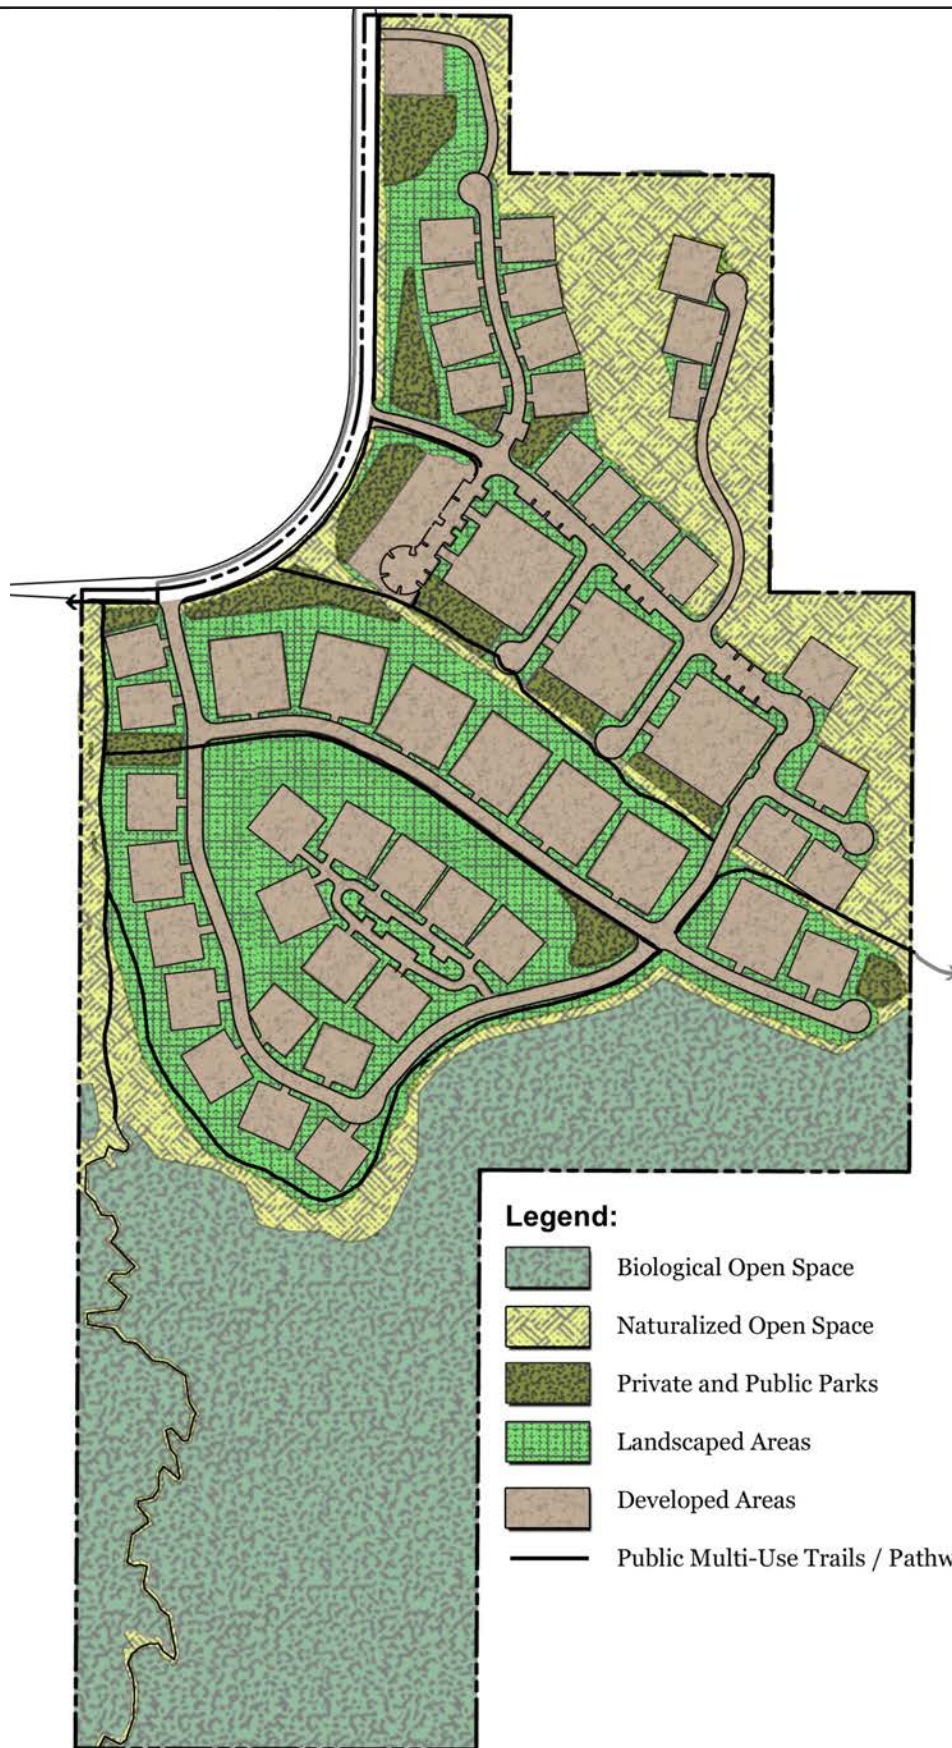 Legend:
Biological Open Space
Naturalized Open Space
Private and Public Parks
Landscaped Areas
Developed Areas
Public Multi-Use Trails / Pathw